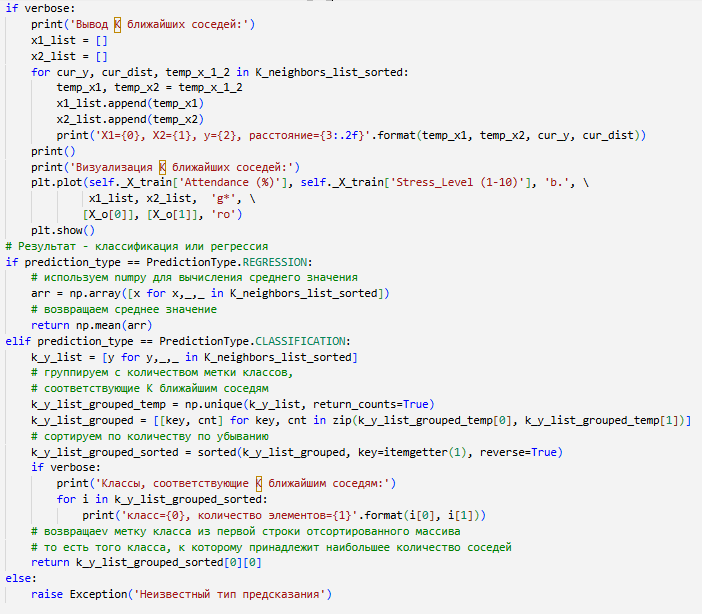 if verbose:
    print('Вывод K ближайших соседей:')
    x1_list = []
    x2_list = []
    for cur_y, cur_dist, temp_x_1_2 in K_neighbors_list_sorted:
        temp_x1, temp_x2 = temp_x_1_2
        x1_list.append(temp_x1)
        x2_list.append(temp_x2)
        print('X1={0}, X2={1}, y={2}, расстояние={3:.2f}'.format(temp_x1, temp_x2, cur_y, cur_dist))
    print()
    print('Визуализация K ближайших соседей:')
    plt.plot(self._X_train['Attendance (%)'], self._X_train['Stress_Level (1-10)'], 'b.', \
             x1_list, x2_list,  'g*', \
            [X_o[0]], [X_o[1]], 'ro')
    plt.show()
# Результат - классификация или регрессия
if prediction_type == PredictionType.REGRESSION:
    # используем numpy для вычисления среднего значения
    arr = np.array([x for x,_,_ in K_neighbors_list_sorted])
    # возвращаем среднее значение
    return np.mean(arr)
elif prediction_type == PredictionType.CLASSIFICATION:
    k_y_list = [y for y,_,_ in K_neighbors_list_sorted]
    # группируем с количеством метки классов,
    # соответствующие K ближайшим соседям
    k_y_list_grouped_temp = np.unique(k_y_list, return_counts=True)
    k_y_list_grouped = [[key, cnt] for key, cnt in zip(k_y_list_grouped_temp[0], k_y_list_grouped_temp[1])]
    # сортируем по количеству по убыванию
    k_y_list_grouped_sorted = sorted(k_y_list_grouped, key=itemgetter(1), reverse=True)
    if verbose:
        print('Классы, соответствующие K ближайшим соседям:')
        for i in k_y_list_grouped_sorted:
            print('класс={0}, количество элементов={1}'.format(i[0], i[1]))
    # возвращаеv метку класса из первой строки отсортированного массива
    # то есть того класса, к которому принадлежит наибольшее количество соседей
    return k_y_list_grouped_sorted[0][0]
else:
    raise Exception('Неизвестный тип предсказания')